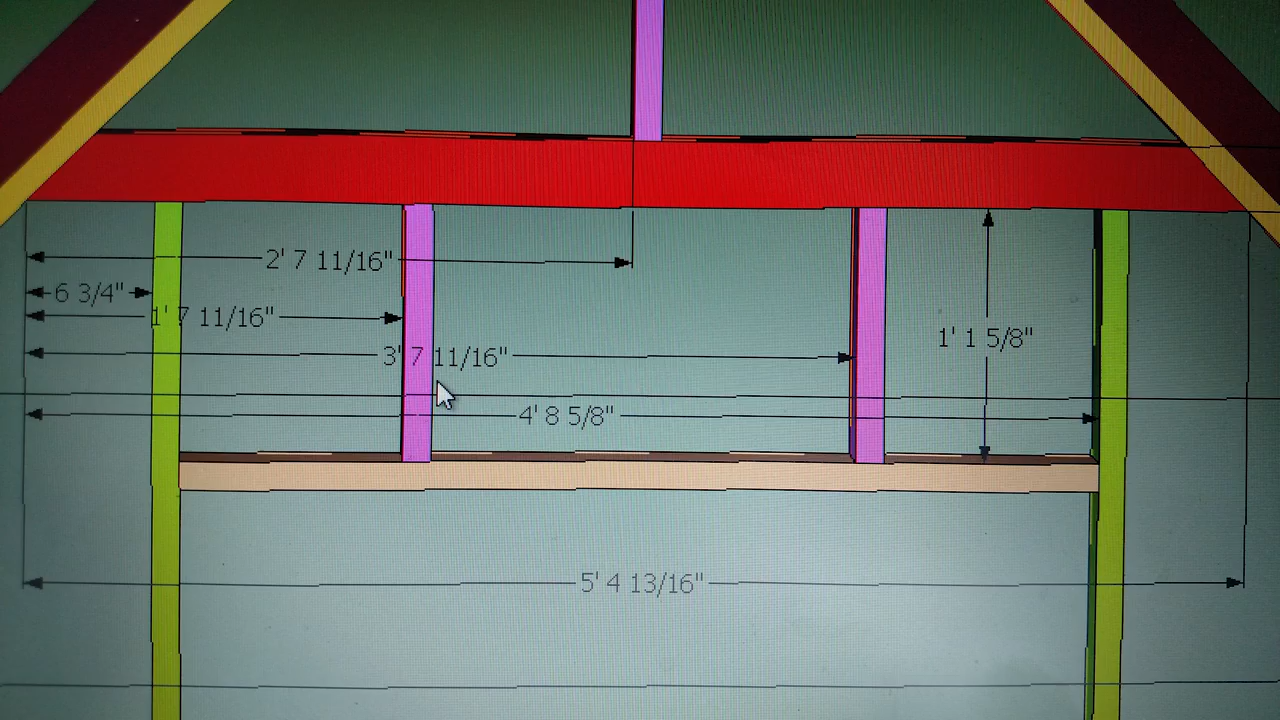 2' 7 11/16"
6 3/4"
1' 7 11/16"
1' 1 5/8"
3' 7 11/16"
4' 8 5/8"
5' 4 13/16"